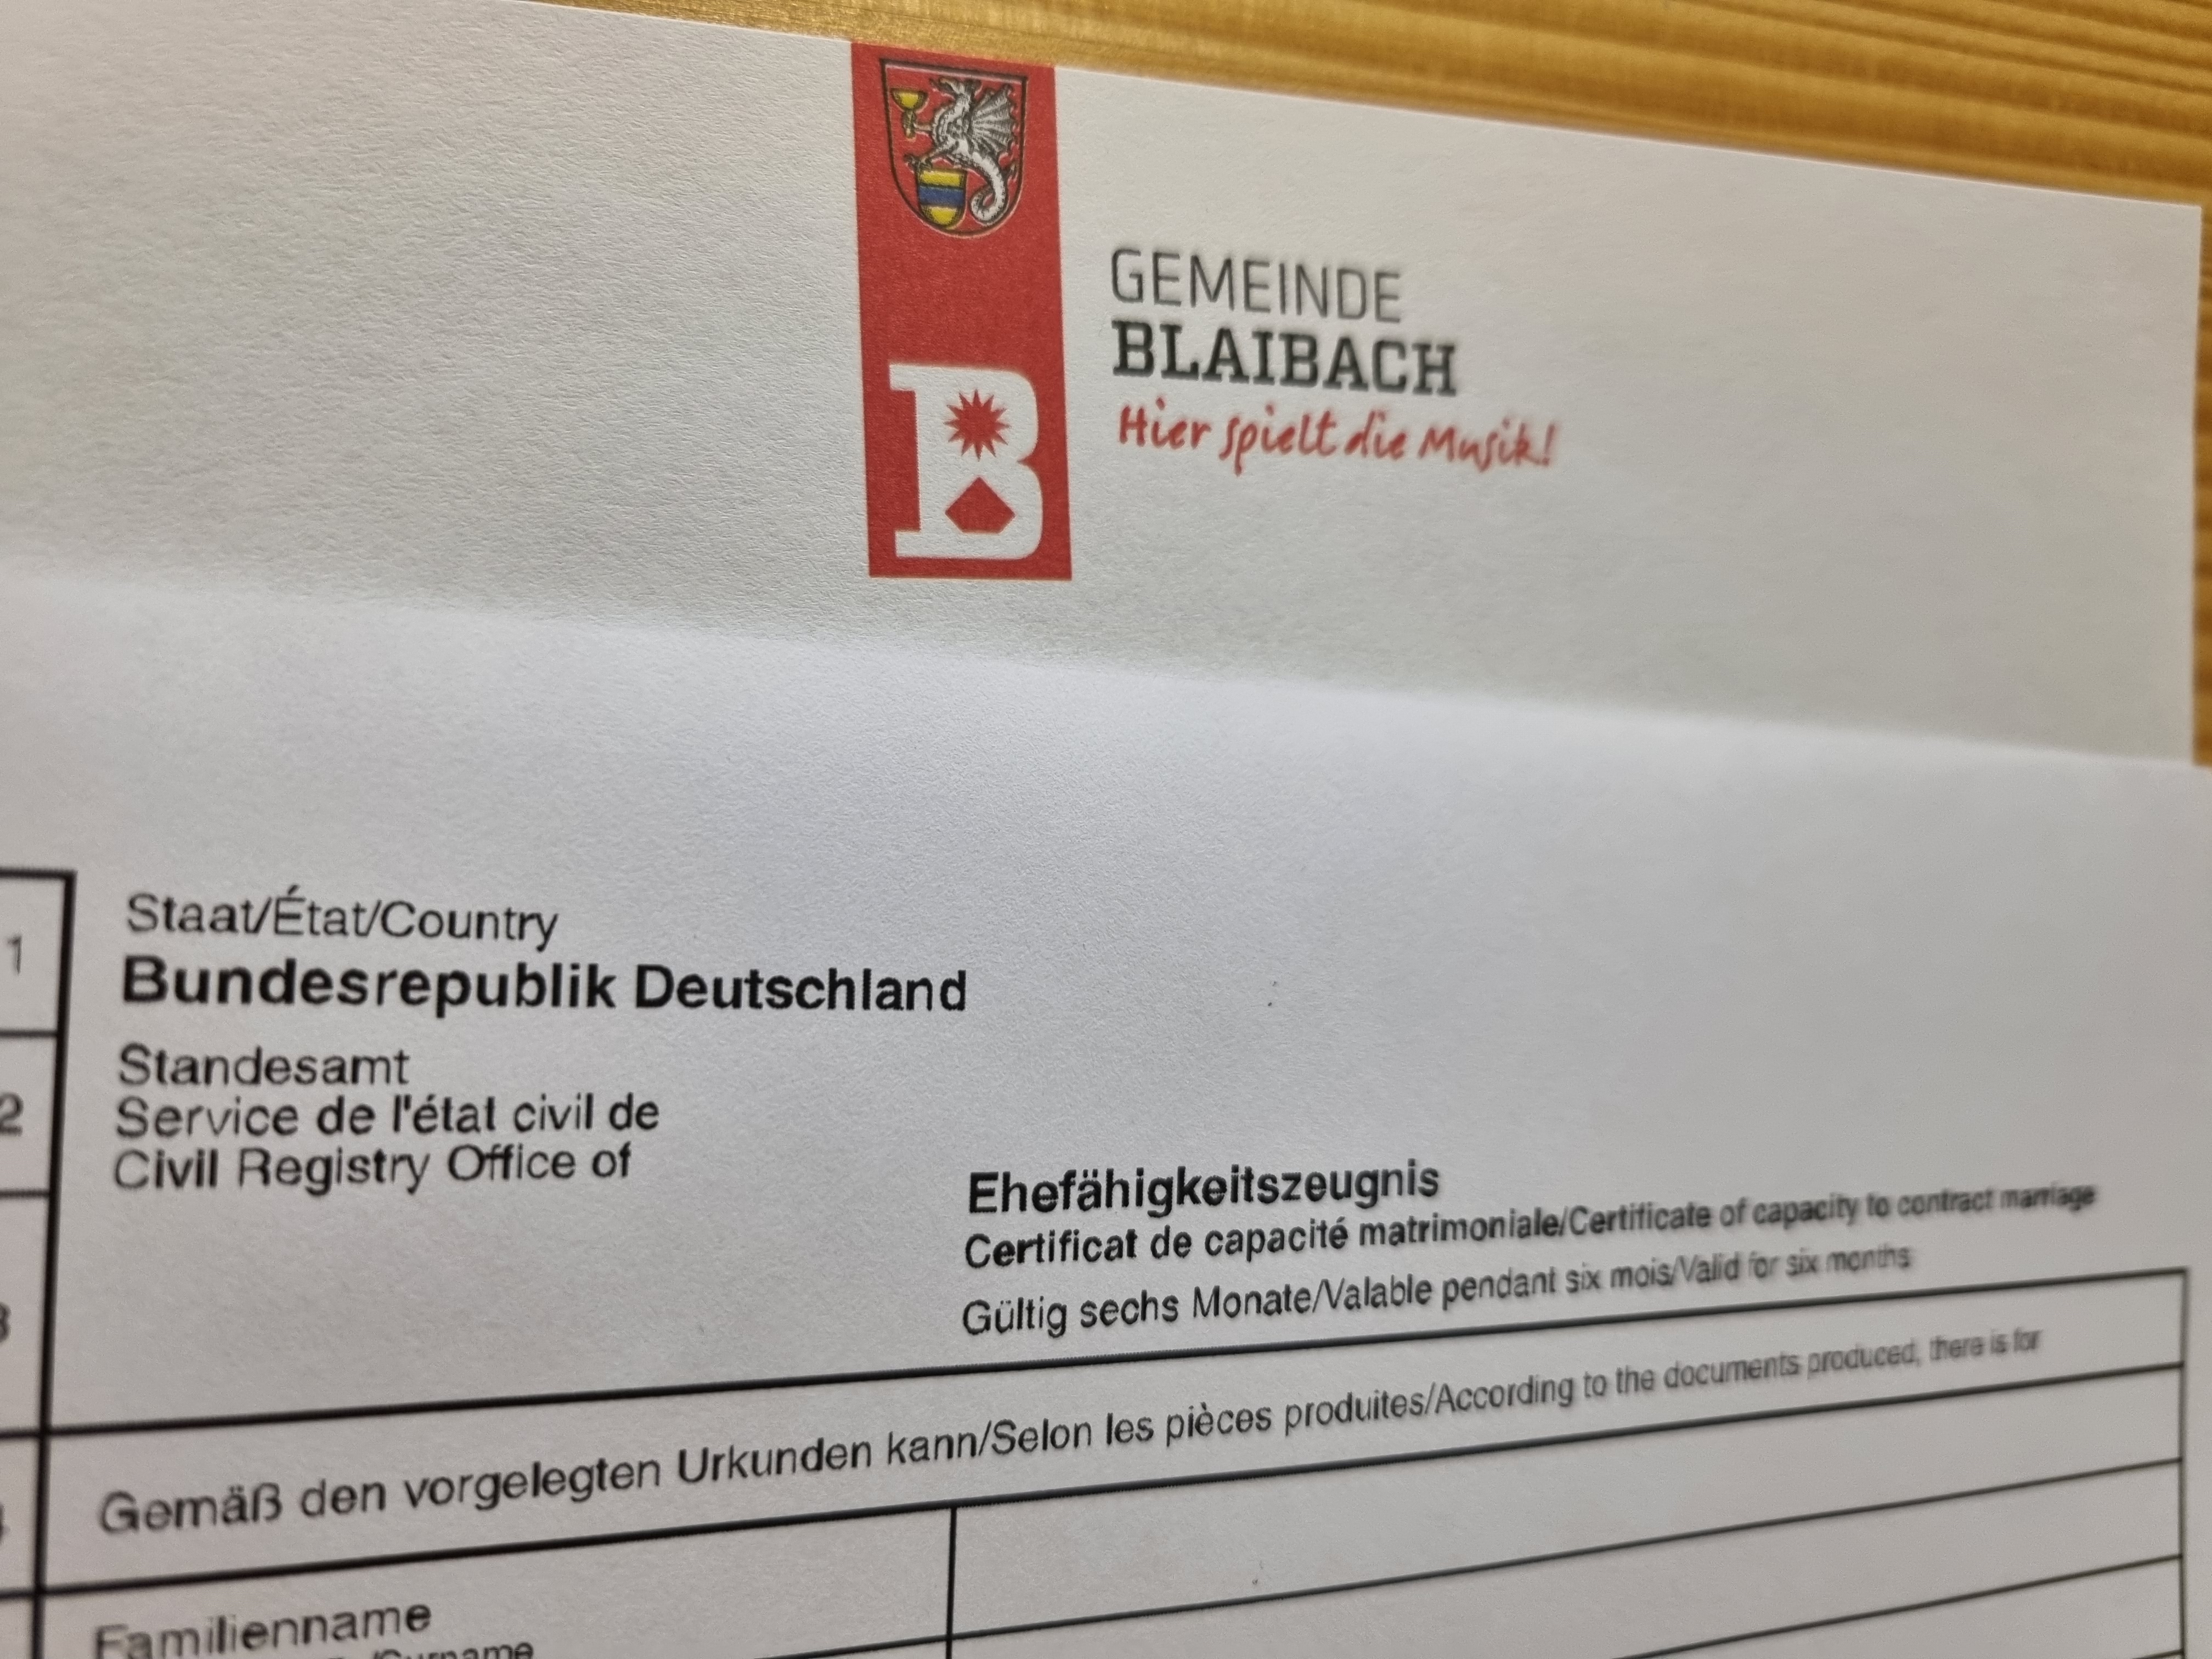 GEMEINDE
BLAIBACH
Hier spielt die Musik!
B
1
Staat/État/Country
Bundesrepublik Deutschland
2
Standesamt
Service de l'état civil de
Civil Registry Office of
Ehefähigkeitszeugnis
Certificat de capacité matrimoniale/Certificate of capacity to contract marriage
Gültig sechs Monate/Valable pendant six mois/Valid for six months
3
Gemäß den vorgelegten Urkunden kann/Selon les pièces produites/According to the documents produced, there is for
Familienname
/Surname